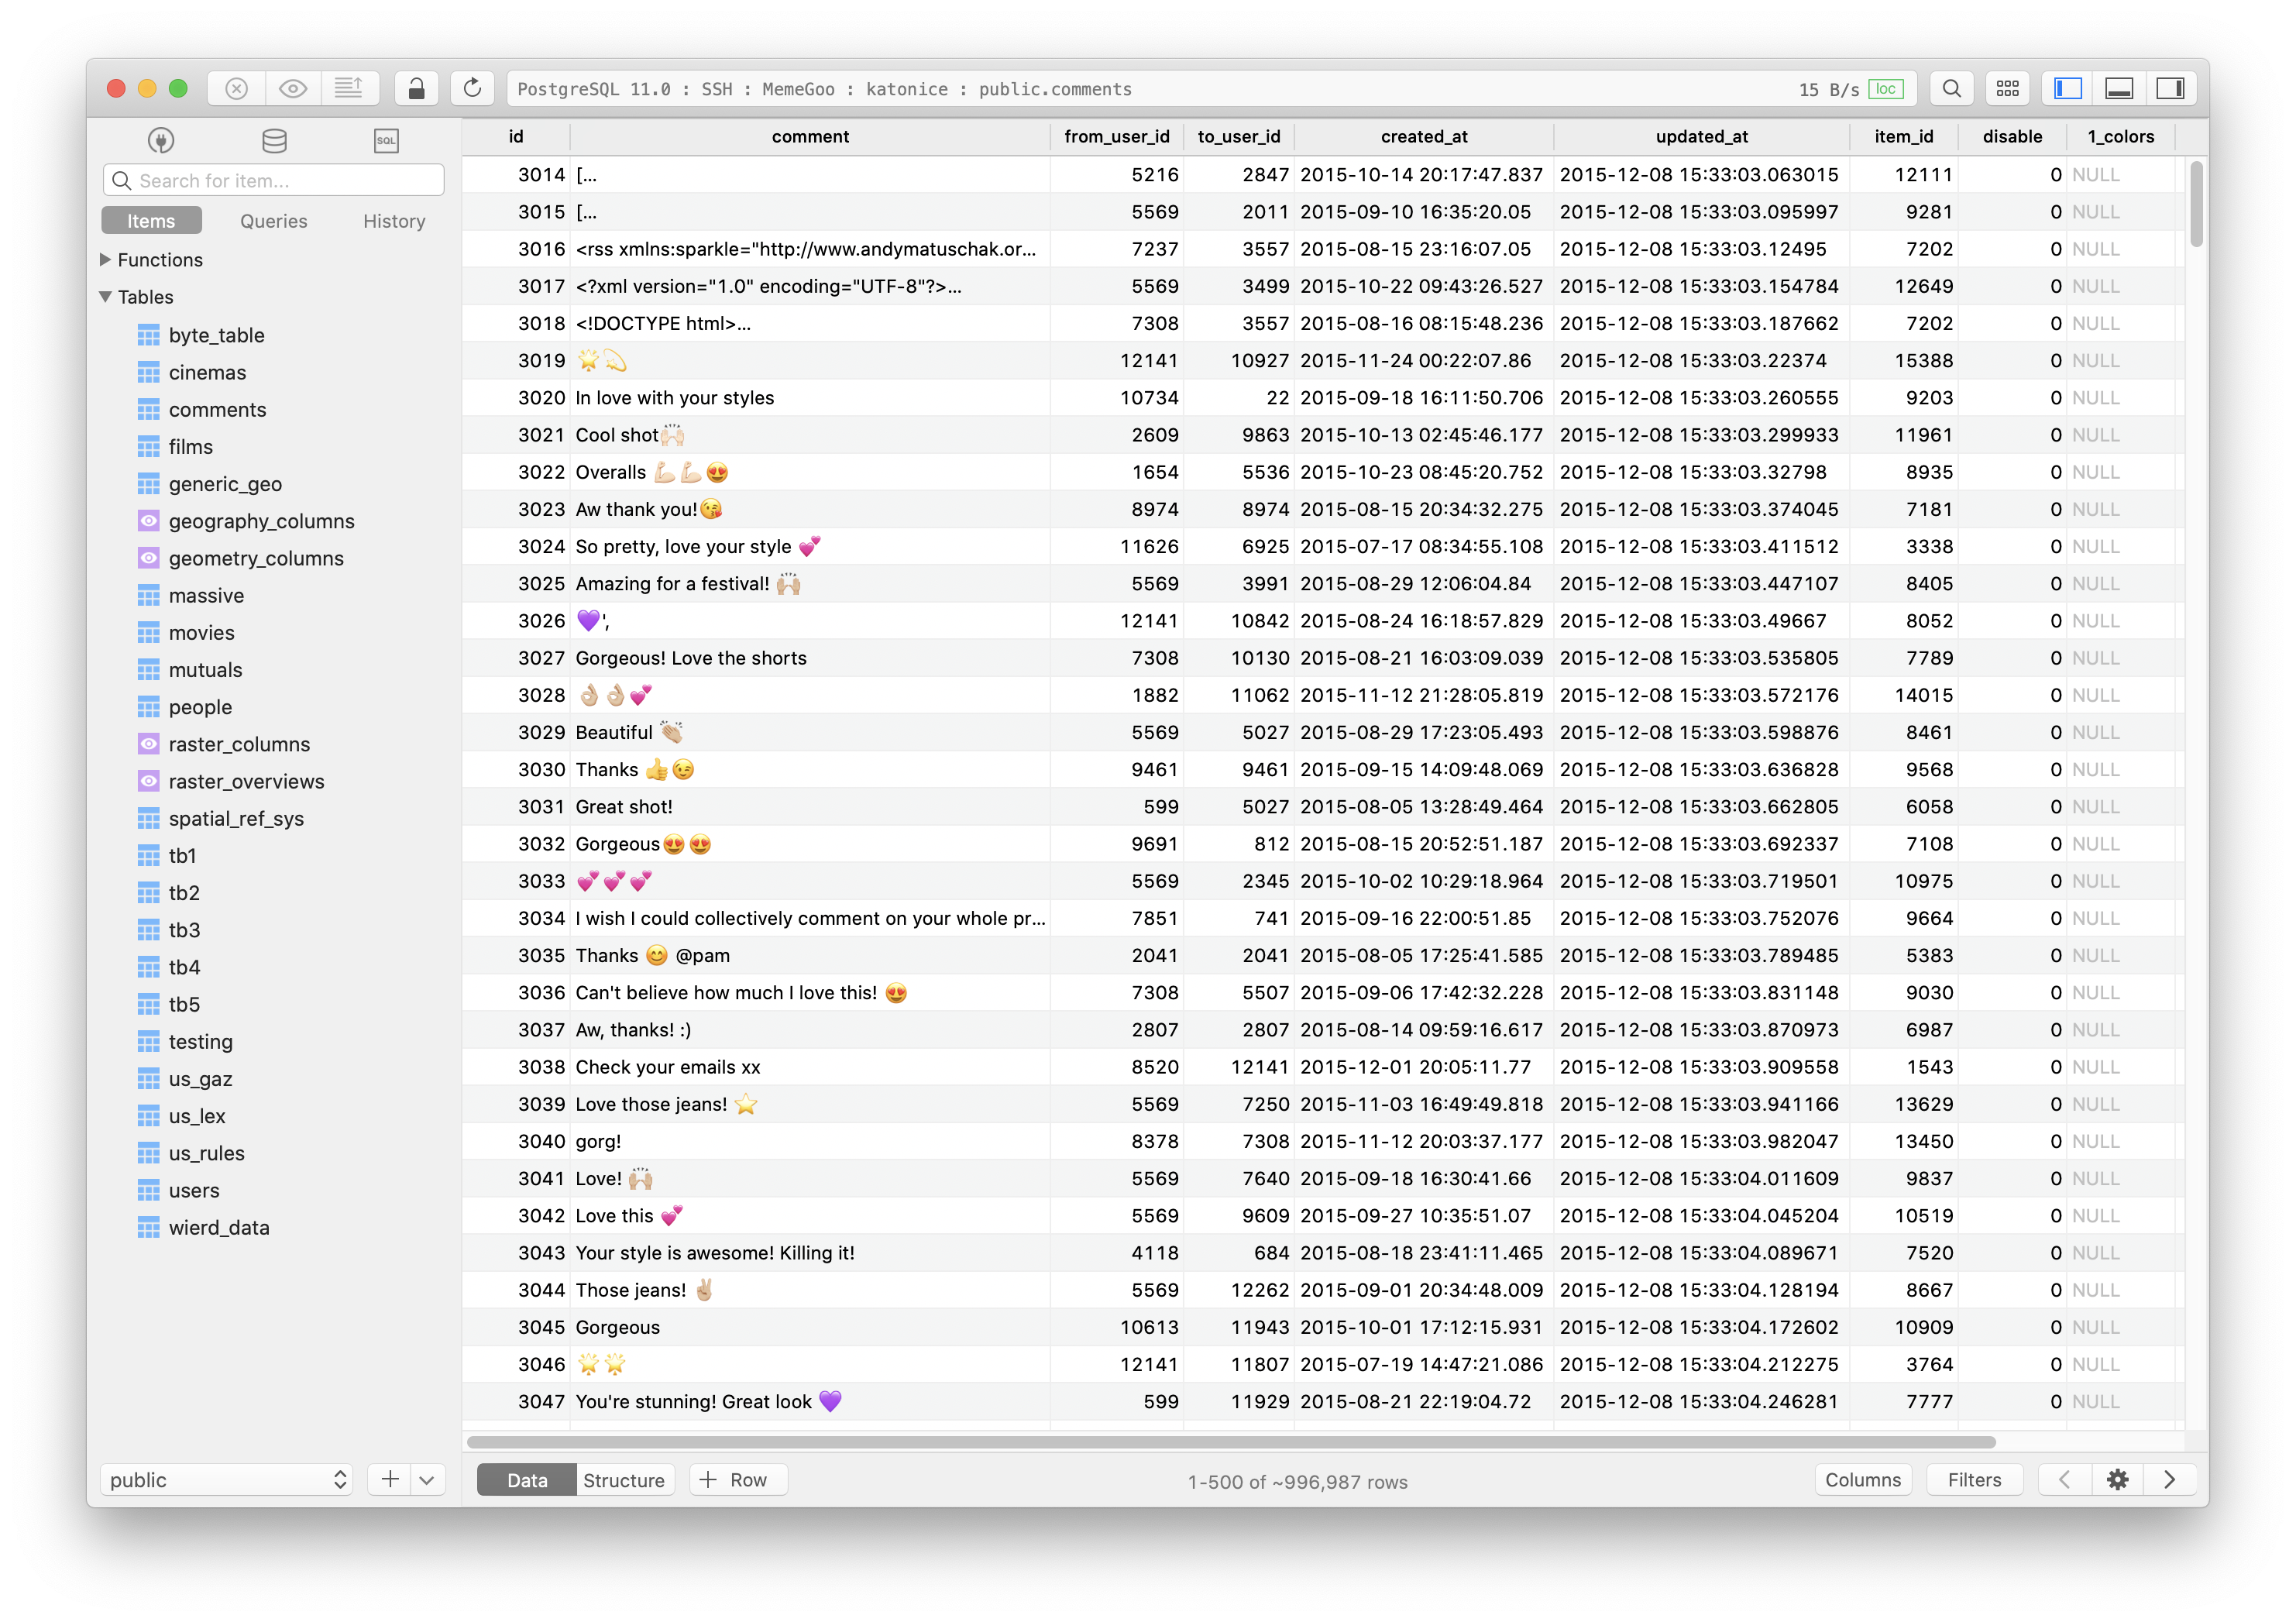 PostgreSQL 11.0 : SSH : MemeGoo : katonice : public.comments 15 B/s loc
SQL
Search for item...
Items Queries History
Functions
Tables
byte_table
cinemas
comments
films
generic_geo
geography_columns
geometry_columns
massive
movies
mutuals
people
raster_columns
raster_overviews
spatial_ref_sys
tb1
tb2
tb3
tb4
tb5
testing
us_gaz
us_lex
us_rules
users
wierd_data
public
id comment from_user_id to_user_id created_at updated_at item_id disable 1_colors
3014 [... 5216 2847 2015-10-14 20:17:47.837 2015-12-08 15:33:03.063015 12111 0 NULL
3015 [... 5569 2011 2015-09-10 16:35:20.05 2015-12-08 15:33:03.095997 9281 0 NULL
3016 <rss xmlns:sparkle="http://www.andymatuschak.or... 7237 3557 2015-08-15 23:16:07.05 2015-12-08 15:33:03.12495 7202 0 NULL
3017 <?xml version="1.0" encoding="UTF-8"?>... 5569 3499 2015-10-22 09:43:26.527 2015-12-08 15:33:03.154784 12649 0 NULL
3018 <!DOCTYPE html>... 7308 3557 2015-08-16 08:15:48.236 2015-12-08 15:33:03.187662 7202 0 NULL
3019 🌟💫 12141 10927 2015-11-24 00:22:07.86 2015-12-08 15:33:03.22374 15388 0 NULL
3020 In love with your styles 10734 22 2015-09-18 16:11:50.706 2015-12-08 15:33:03.260555 9203 0 NULL
3021 Cool shot🙌🏻 2609 9863 2015-10-13 02:45:46.177 2015-12-08 15:33:03.299933 11961 0 NULL
3022 Overalls 💪🏻💪🏻😍 1654 5536 2015-10-23 08:45:20.752 2015-12-08 15:33:03.32798 8935 0 NULL
3023 Aw thank you!😘 8974 8974 2015-08-15 20:34:32.275 2015-12-08 15:33:03.374045 7181 0 NULL
3024 So pretty, love your style 💕 11626 6925 2015-07-17 08:34:55.108 2015-12-08 15:33:03.411512 3338 0 NULL
3025 Amazing for a festival! 🙌🏼 5569 3991 2015-08-29 12:06:04.84 2015-12-08 15:33:03.447107 8405 0 NULL
3026 💜', 12141 10842 2015-08-24 16:18:57.829 2015-12-08 15:33:03.49667 8052 0 NULL
3027 Gorgeous! Love the shorts 7308 10130 2015-08-21 16:03:09.039 2015-12-08 15:33:03.535805 7789 0 NULL
3028 👌🏼👌🏼💕 1882 11062 2015-11-12 21:28:05.819 2015-12-08 15:33:03.572176 14015 0 NULL
3029 Beautiful 👏🏼 5569 5027 2015-08-29 17:23:05.493 2015-12-08 15:33:03.598876 8461 0 NULL
3030 Thanks 👍😉 9461 9461 2015-09-15 14:09:48.069 2015-12-08 15:33:03.636828 9568 0 NULL
3031 Great shot! 599 5027 2015-08-05 13:28:49.464 2015-12-08 15:33:03.662805 6058 0 NULL
3032 Gorgeous😍😍 9691 812 2015-08-15 20:52:51.187 2015-12-08 15:33:03.692337 7108 0 NULL
3033 💕💕💕 5569 2345 2015-10-02 10:29:18.964 2015-12-08 15:33:03.719501 10975 0 NULL
3034 I wish I could collectively comment on your whole pr... 7851 741 2015-09-16 22:00:51.85 2015-12-08 15:33:03.752076 9664 0 NULL
3035 Thanks 😊 @pam 2041 2041 2015-08-05 17:25:41.585 2015-12-08 15:33:03.789485 5383 0 NULL
3036 Can't believe how much I love this! 😍 7308 5507 2015-09-06 17:42:32.228 2015-12-08 15:33:03.831148 9030 0 NULL
3037 Aw, thanks! :) 2807 2807 2015-08-14 09:59:16.617 2015-12-08 15:33:03.870973 6987 0 NULL
3038 Check your emails xx 8520 12141 2015-12-01 20:05:11.77 2015-12-08 15:33:03.909558 1543 0 NULL
3039 Love those jeans! ⭐️ 5569 7250 2015-11-03 16:49:49.818 2015-12-08 15:33:03.941166 13629 0 NULL
3040 gorg! 8378 7308 2015-11-12 20:03:37.177 2015-12-08 15:33:03.982047 13450 0 NULL
3041 Love! 🙌🏼 5569 7640 2015-09-18 16:30:41.66 2015-12-08 15:33:04.011609 9837 0 NULL
3042 Love this 💕 5569 9609 2015-09-27 10:35:51.07 2015-12-08 15:33:04.045204 10519 0 NULL
3043 Your style is awesome! Killing it! 4118 684 2015-08-18 23:41:11.465 2015-12-08 15:33:04.089671 7520 0 NULL
3044 Those jeans! ✌🏼 5569 12262 2015-09-01 20:34:48.009 2015-12-08 15:33:04.128194 8667 0 NULL
3045 Gorgeous 10613 11943 2015-10-01 17:12:15.931 2015-12-08 15:33:04.172602 10909 0 NULL
3046 🌟🌟 12141 11807 2015-07-19 14:47:21.086 2015-12-08 15:33:04.212275 3764 0 NULL
3047 You're stunning! Great look 💜 599 11929 2015-08-21 22:19:04.72 2015-12-08 15:33:04.246281 7777 0 NULL
Data Structure + Row 1-500 of ~996,987 rows Columns Filters